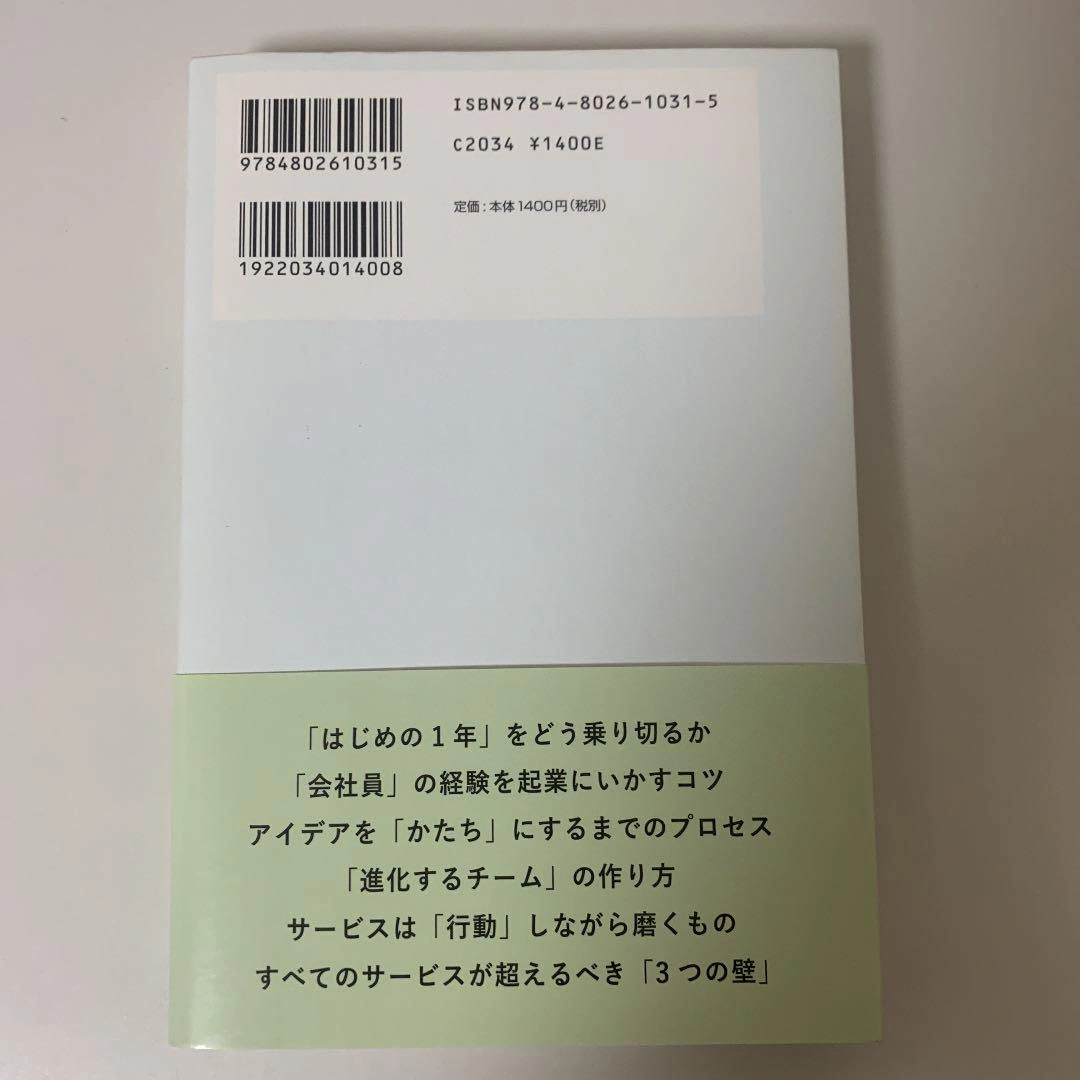 ISBN978-4-8026-1031-5
9784802610315
C2034 ¥1400E
定価:本体1400円(税別)
1922034014008
「はじめの1年」をどう乗り切るか
「会社員」の経験を起業にいかすコツ
アイデアを「かたち」にするまでのプロセス
「進化するチーム」の作り方
サービスは「行動」しながら磨くもの
すべてのサービスが超えるべき「3つの壁」